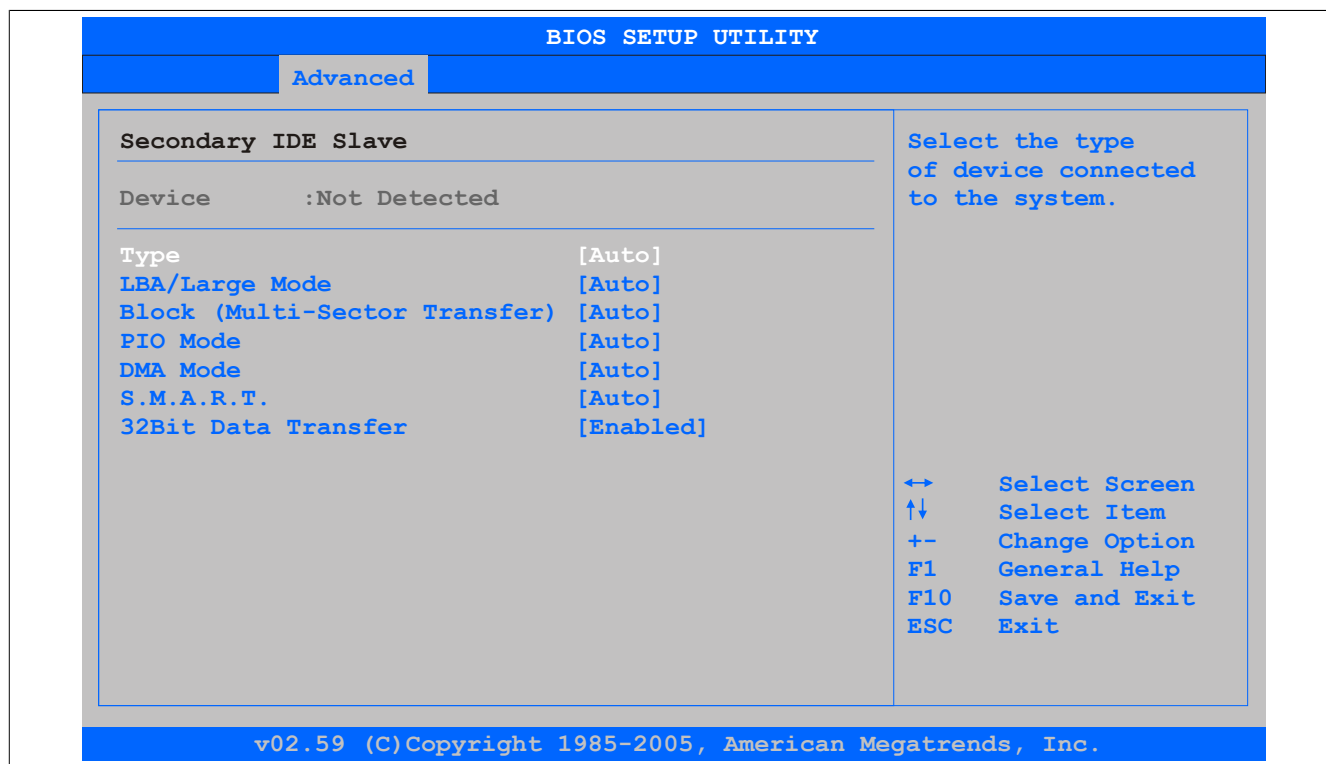 BIOS SETUP UTILITY
Advanced
Secondary IDE Slave
Device :Not Detected
Type [Auto]
LBA/Large Mode [Auto]
Block (Multi-Sector Transfer) [Auto]
PIO Mode [Auto]
DMA Mode [Auto]
S.M.A.R.T. [Auto]
32Bit Data Transfer [Enabled]
Select the type
of device connected
to the system.
↔ Select Screen
↑↓ Select Item
+- Change Option
F1 General Help
F10 Save and Exit
ESC Exit
v02.59 (C)Copyright 1985-2005, American Megatrends, Inc.